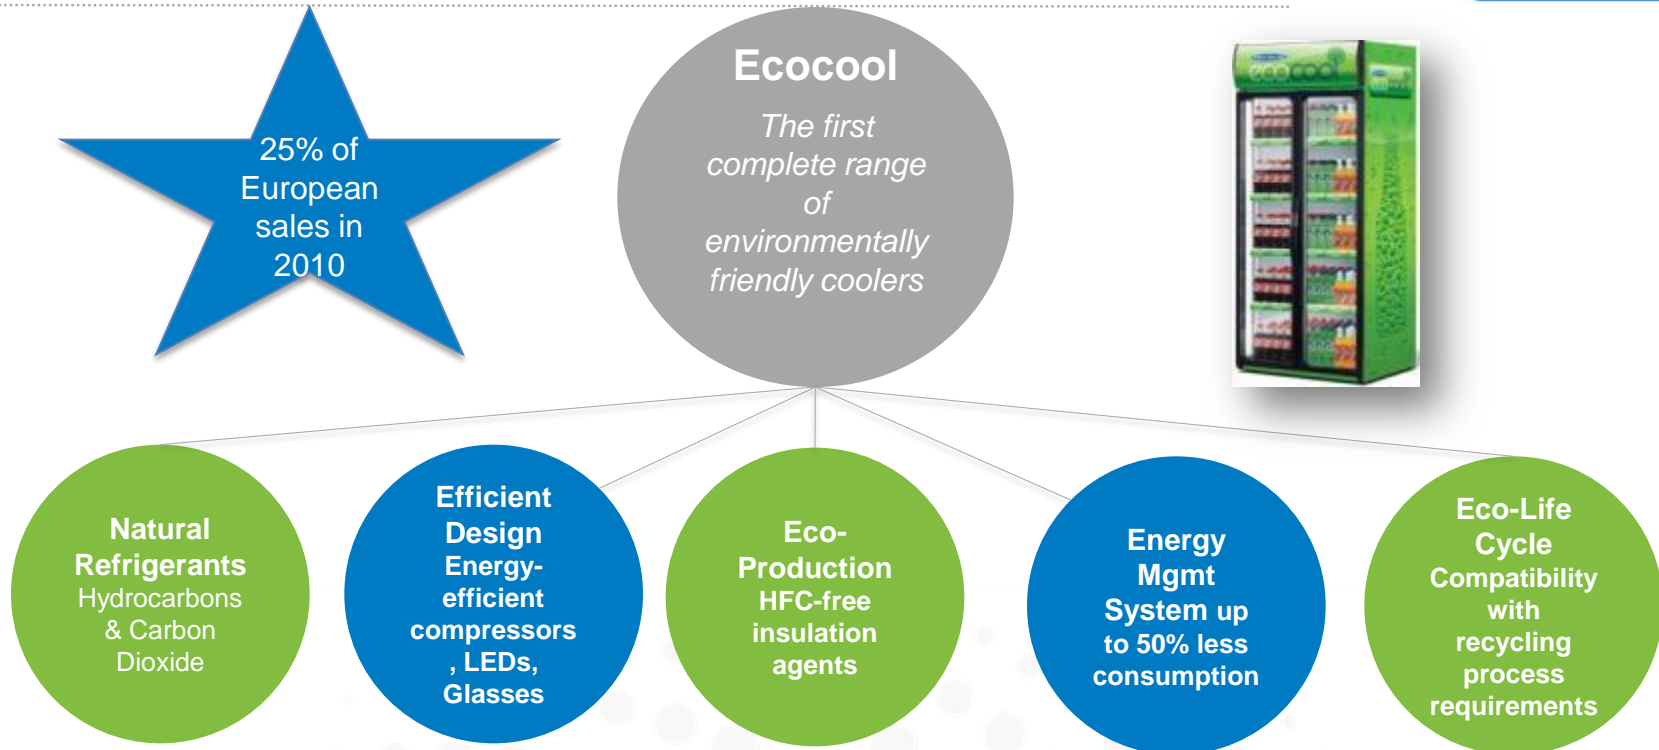 25% of
European
sales in
2010
Ecocool
The first
complete range
of
environmentally
friendly coolers
ecocool
Natural
Refrigerants
Hydrocarbons
& Carbon
Dioxide
Efficient
Design
Energy-
efficient
compressors
, LEDs,
Glasses
Eco-
Production
HFC-free
insulation
agents
Energy
Mgmt
System up
to 50% less
consumption
Eco-Life
Cycle
Compatibility
with
recycling
process
requirements